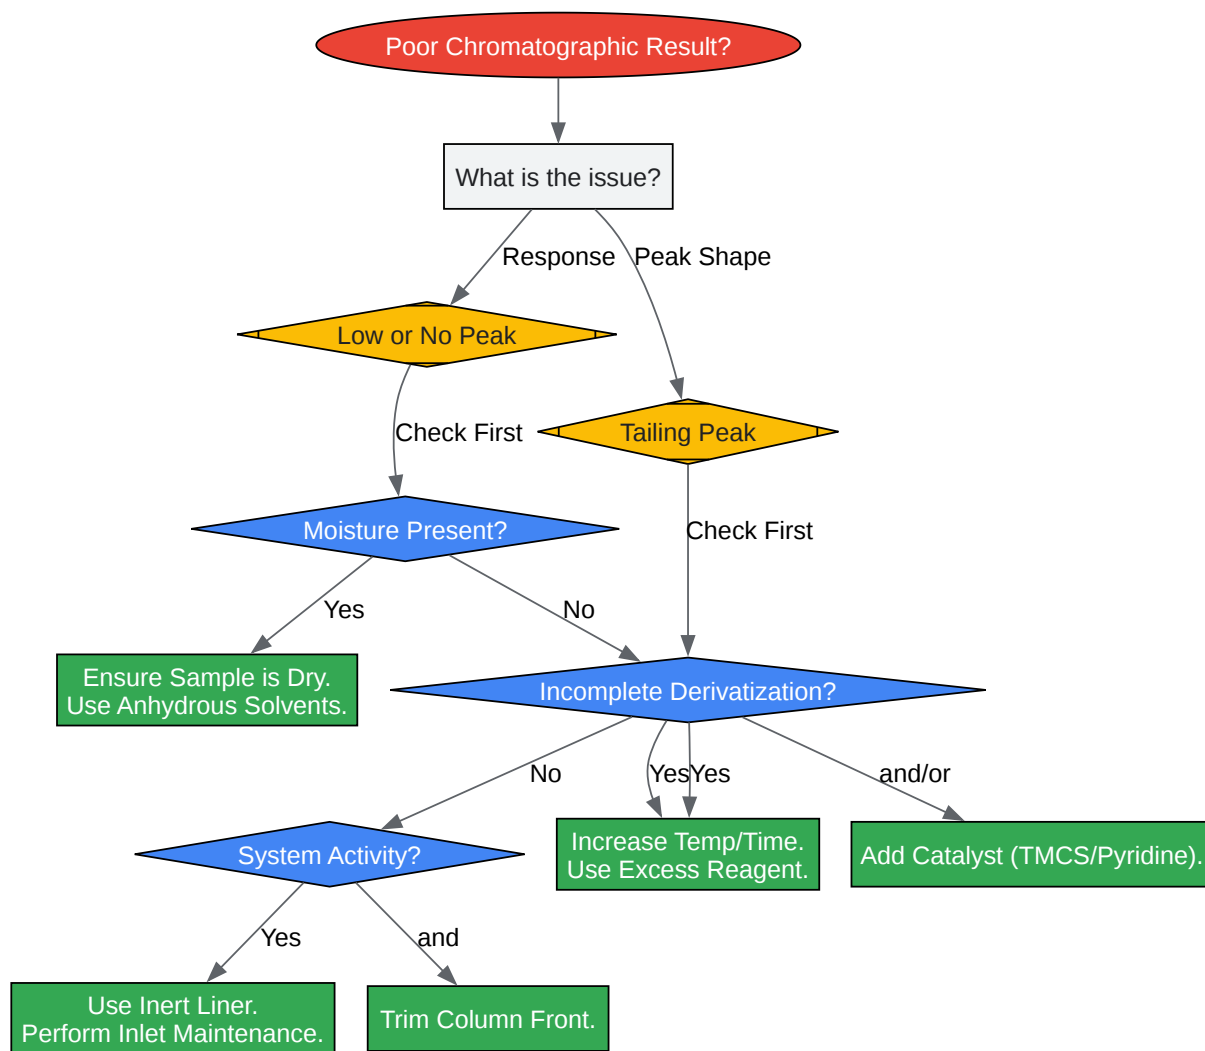 Poor Chromatographic Result?
What is the issue?
Response
Peak Shape
Low or No Peak
Check First
Tailing Peak
Moisture Present?
Check First
Yes
No
Ensure Sample is Dry.
Use Anhydrous Solvents.
Incomplete Derivatization?
No
Yes
Yes
and/or
System Activity?
Increase Temp/Time.
Use Excess Reagent.
Add Catalyst (TMCS/Pyridine).
Yes
and
Use Inert Liner.
Perform Inlet Maintenance.
Trim Column Front.